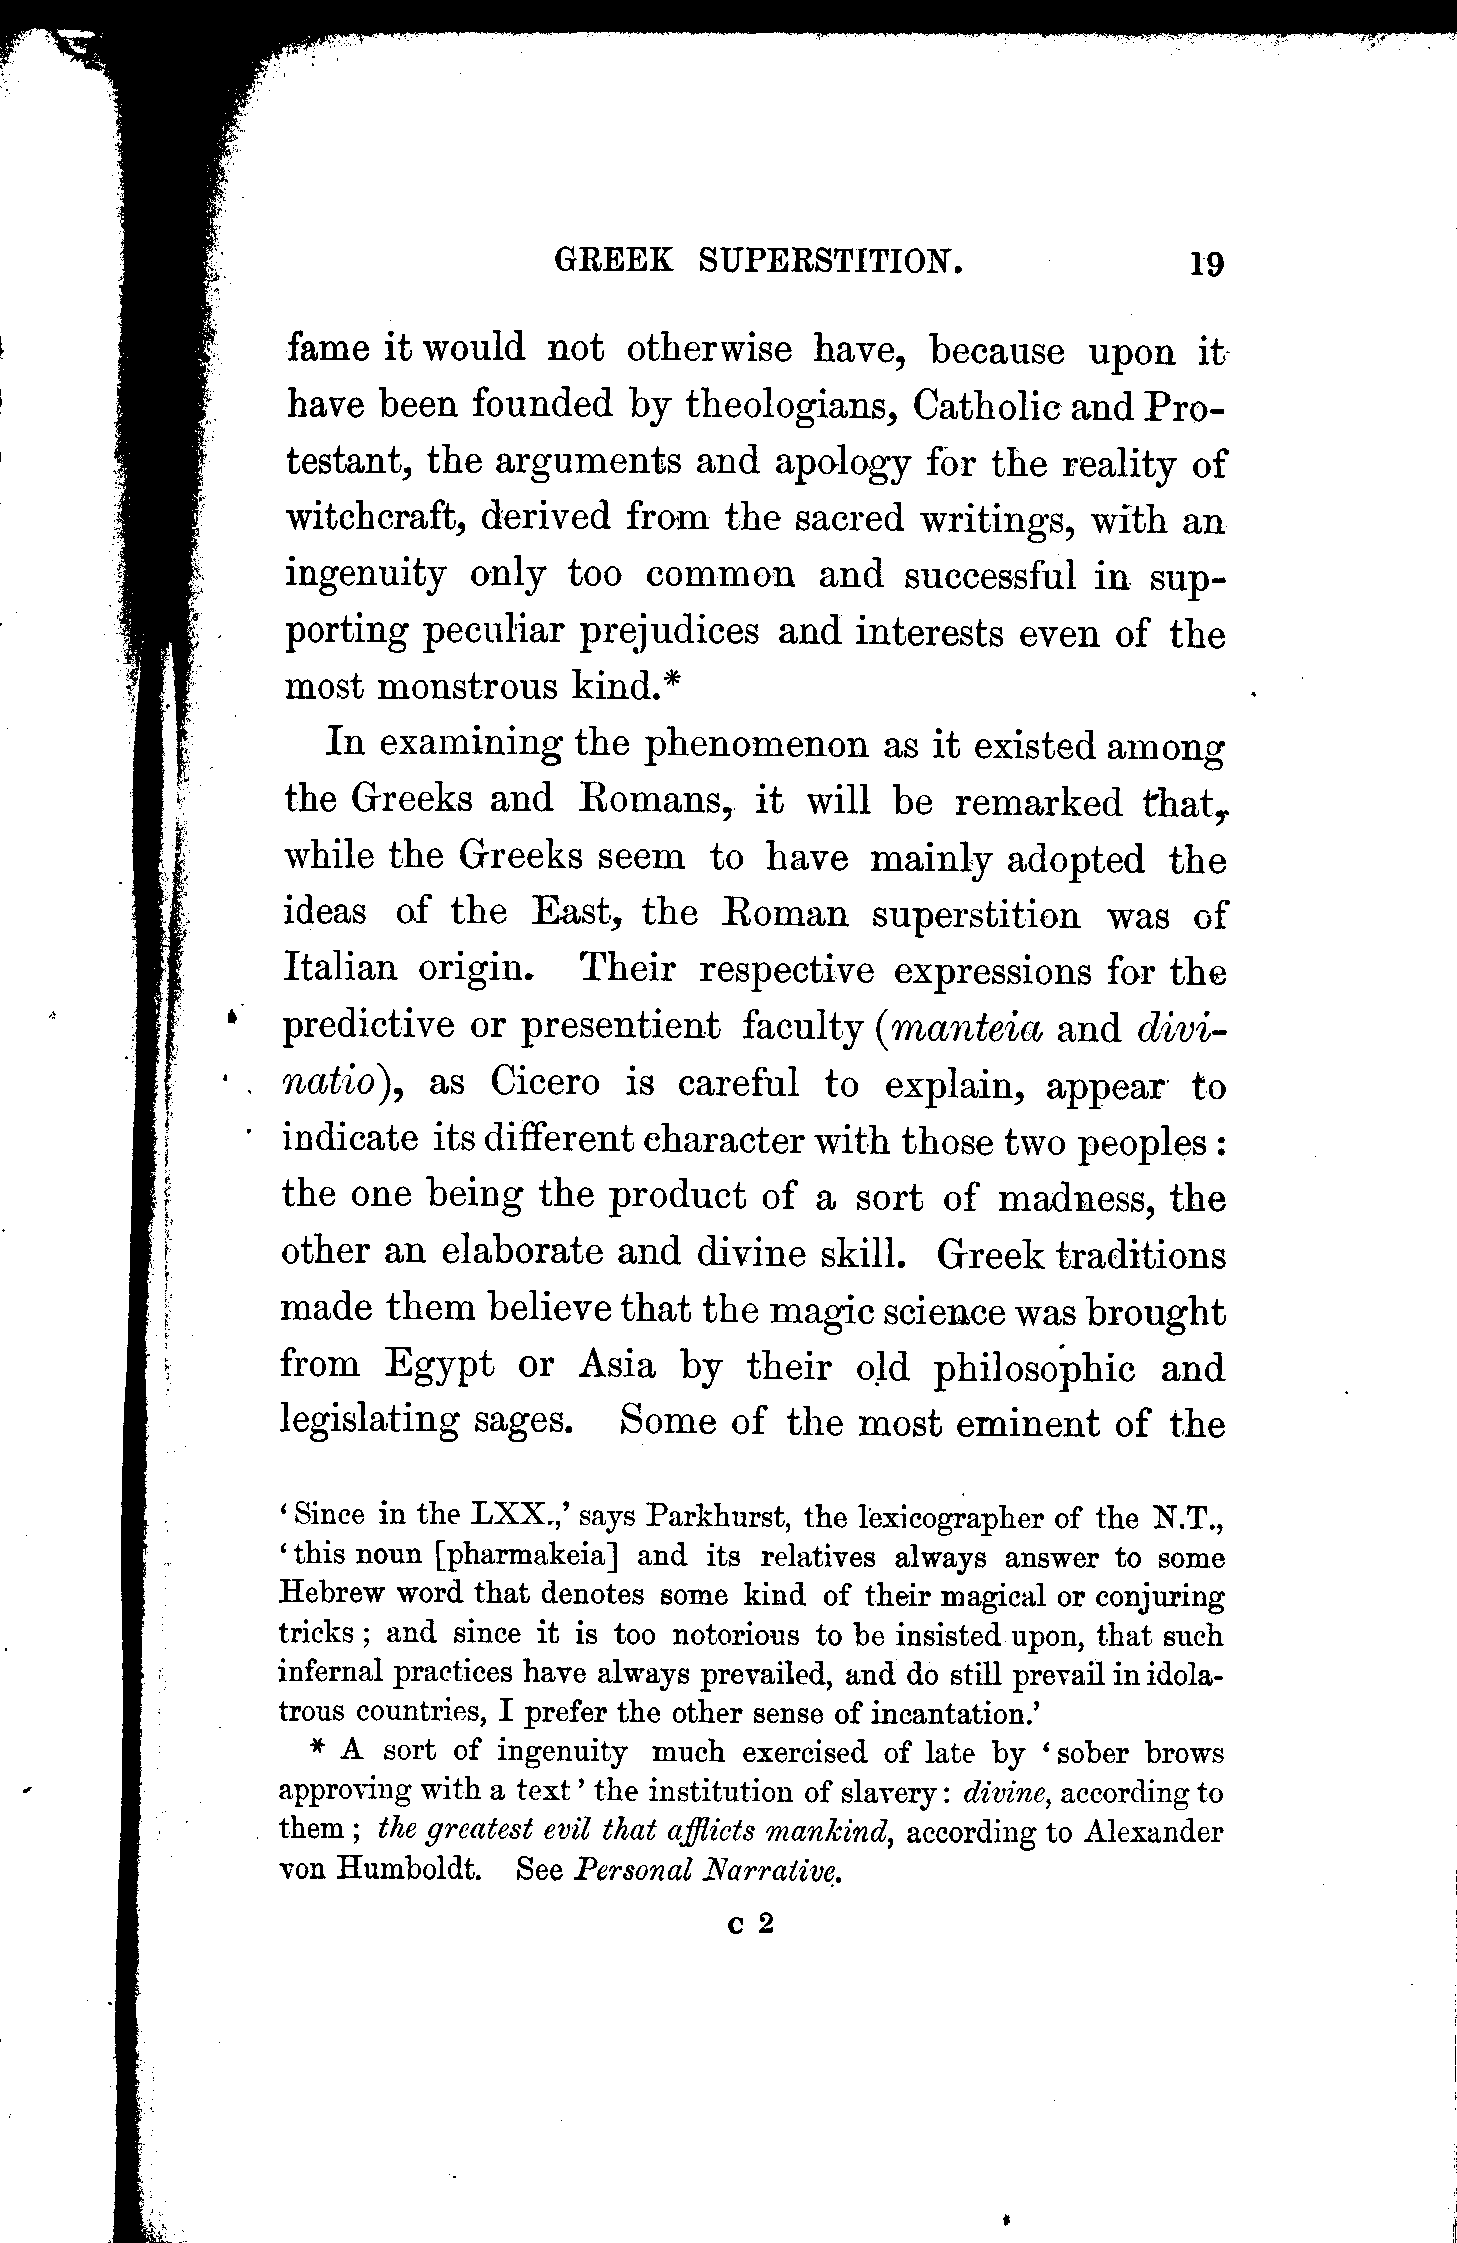 GREEK SUPERSTITION. 19
fame it would not otherwise have, because upon it
have been founded by theologians, Catholic and Pro-
testant, the arguments and apology for the reality of
witchcraft, derived from the sacred writings, with an
ingenuity only too common and successful in sup-
porting peculiar prejudices and interests even of the
most monstrous kind.*
In examining the phenomenon as it existed among
the Greeks and Romans, it will be remarked that,
while the Greeks seem to have mainly adopted the
ideas of the East, the Roman superstition was of
Italian origin. Their respective expressions for the
predictive or presentient faculty (manteia and divi-
natio), as Cicero is careful to explain, appear to
indicate its different character with those two peoples :
the one being the product of a sort of madness, the
other an elaborate and divine skill. Greek traditions
made them believe that the magic science was brought
from Egypt or Asia by their old philosophic and
legislating sages. Some of the most eminent of the
‘ Since in the LXX.,’ says Parkhurst, the lexicographer of the N.T.,
‘ this noun [pharmakeia] and its relatives always answer to some
Hebrew word that denotes some kind of their magical or conjuring
tricks ; and since it is too notorious to be insisted upon, that such
infernal practices have always prevailed, and do still prevail in idola-
trous countries, I prefer the other sense of incantation.’
* A sort of ingenuity much exercised of late by ‘ sober brows
approving with a text ’ the institution of slavery : divine, according to
them ; the greatest evil that afflicts mankind, according to Alexander
von Humboldt. See Personal Narrative.
C 2